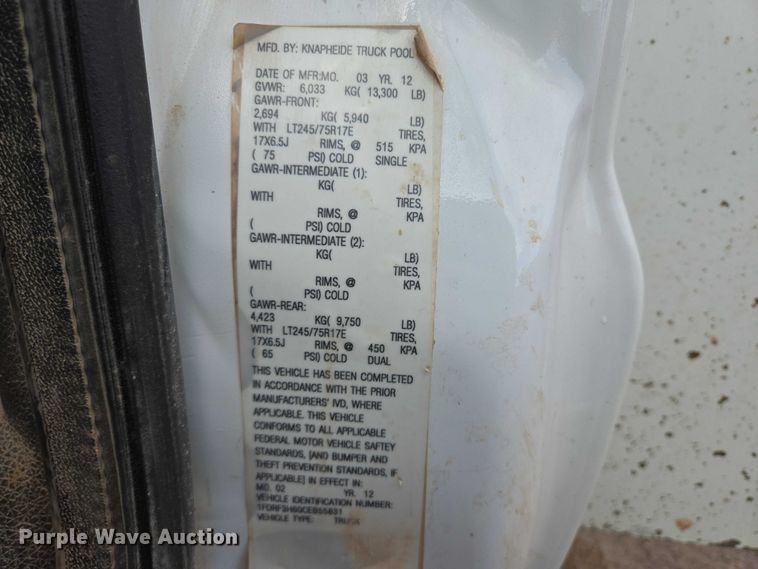 MFD. BY: KNAPHEIDE TRUCK POOL
DATE OF MFR:MO. 03 YR. 12
GVWR: 6,033 KG( 13,300 LB)
GAWR-FRONT:
2,694 KG( 5,940 LB)
WITH LT245/75R17E TIRES,
17X6.5J RIMS, @ 515 KPA
( 75 PSI) COLD SINGLE
GAWR-INTERMEDIATE (1):
KG( LB)
WITH TIRES,
RIMS, @ KPA
( PSI) COLD
GAWR-INTERMEDIATE (2):
KG( LB)
WITH TIRES,
RIMS, @ KPA
( PSI) COLD
GAWR-REAR:
4,423 KG( 9,750 LB)
WITH LT245/75R17E TIRES,
17X6.5J RIMS, @ 450 KPA
( 65 PSI) COLD DUAL
THIS VEHICLE HAS BEEN COMPLETED
IN ACCORDANCE WITH THE PRIOR
MANUFACTURERS' IVD, WHERE
APPLICABLE. THIS VEHICLE
CONFORMS TO ALL APPLICABLE
FEDERAL MOTOR VEHICLE SAFTEY
STANDARDS, [AND BUMPER AND
THEFT PREVENTION STANDARDS, IF
APPLICABLE] IN EFFECT IN:
MO. 02 YR. 12
VEHICLE IDENTIFICATION NUMBER:
VEHICLE TYPE: TRUCK
Purple Wave Auction